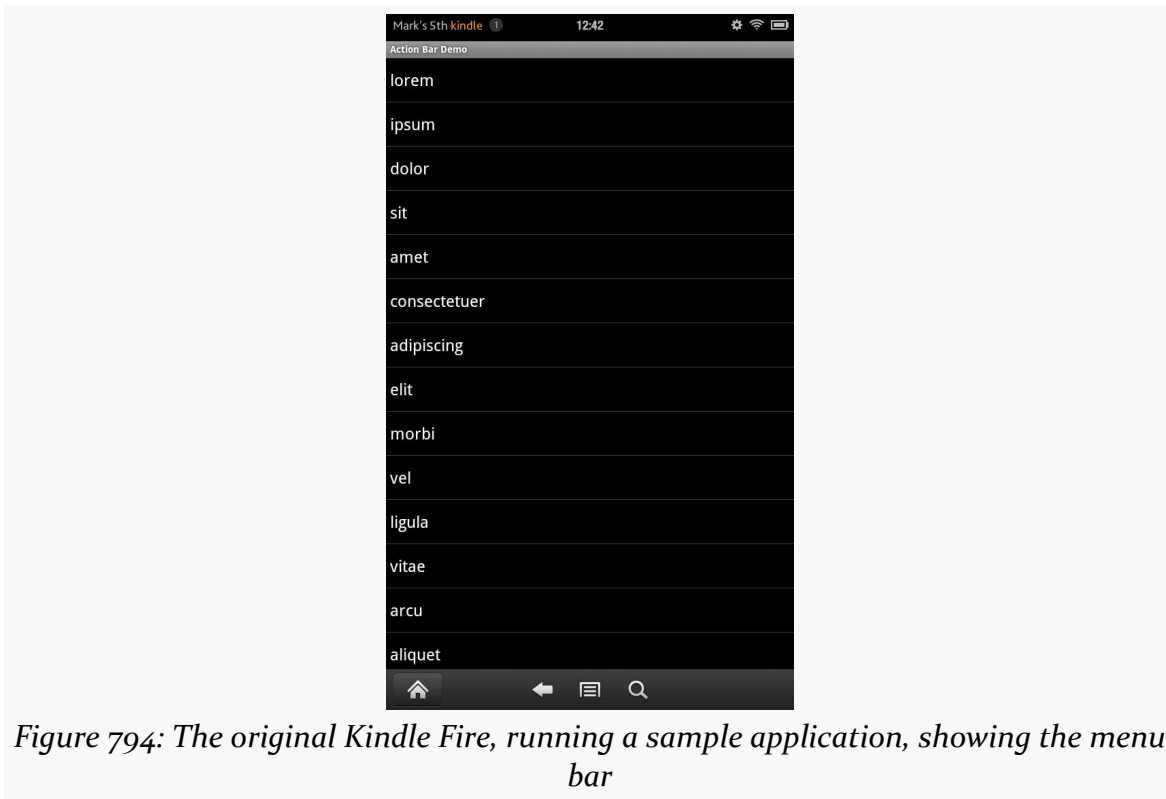 Mark's 5th kindle 1 12:42
Action Bar Demo
lorem
ipsum
dolor
sit
amet
consectetuer
adipiscing
elit
morbi
vel
ligula
vitae
arcu
aliquet
Figure 794: The original Kindle Fire, running a sample application, showing the menu
bar